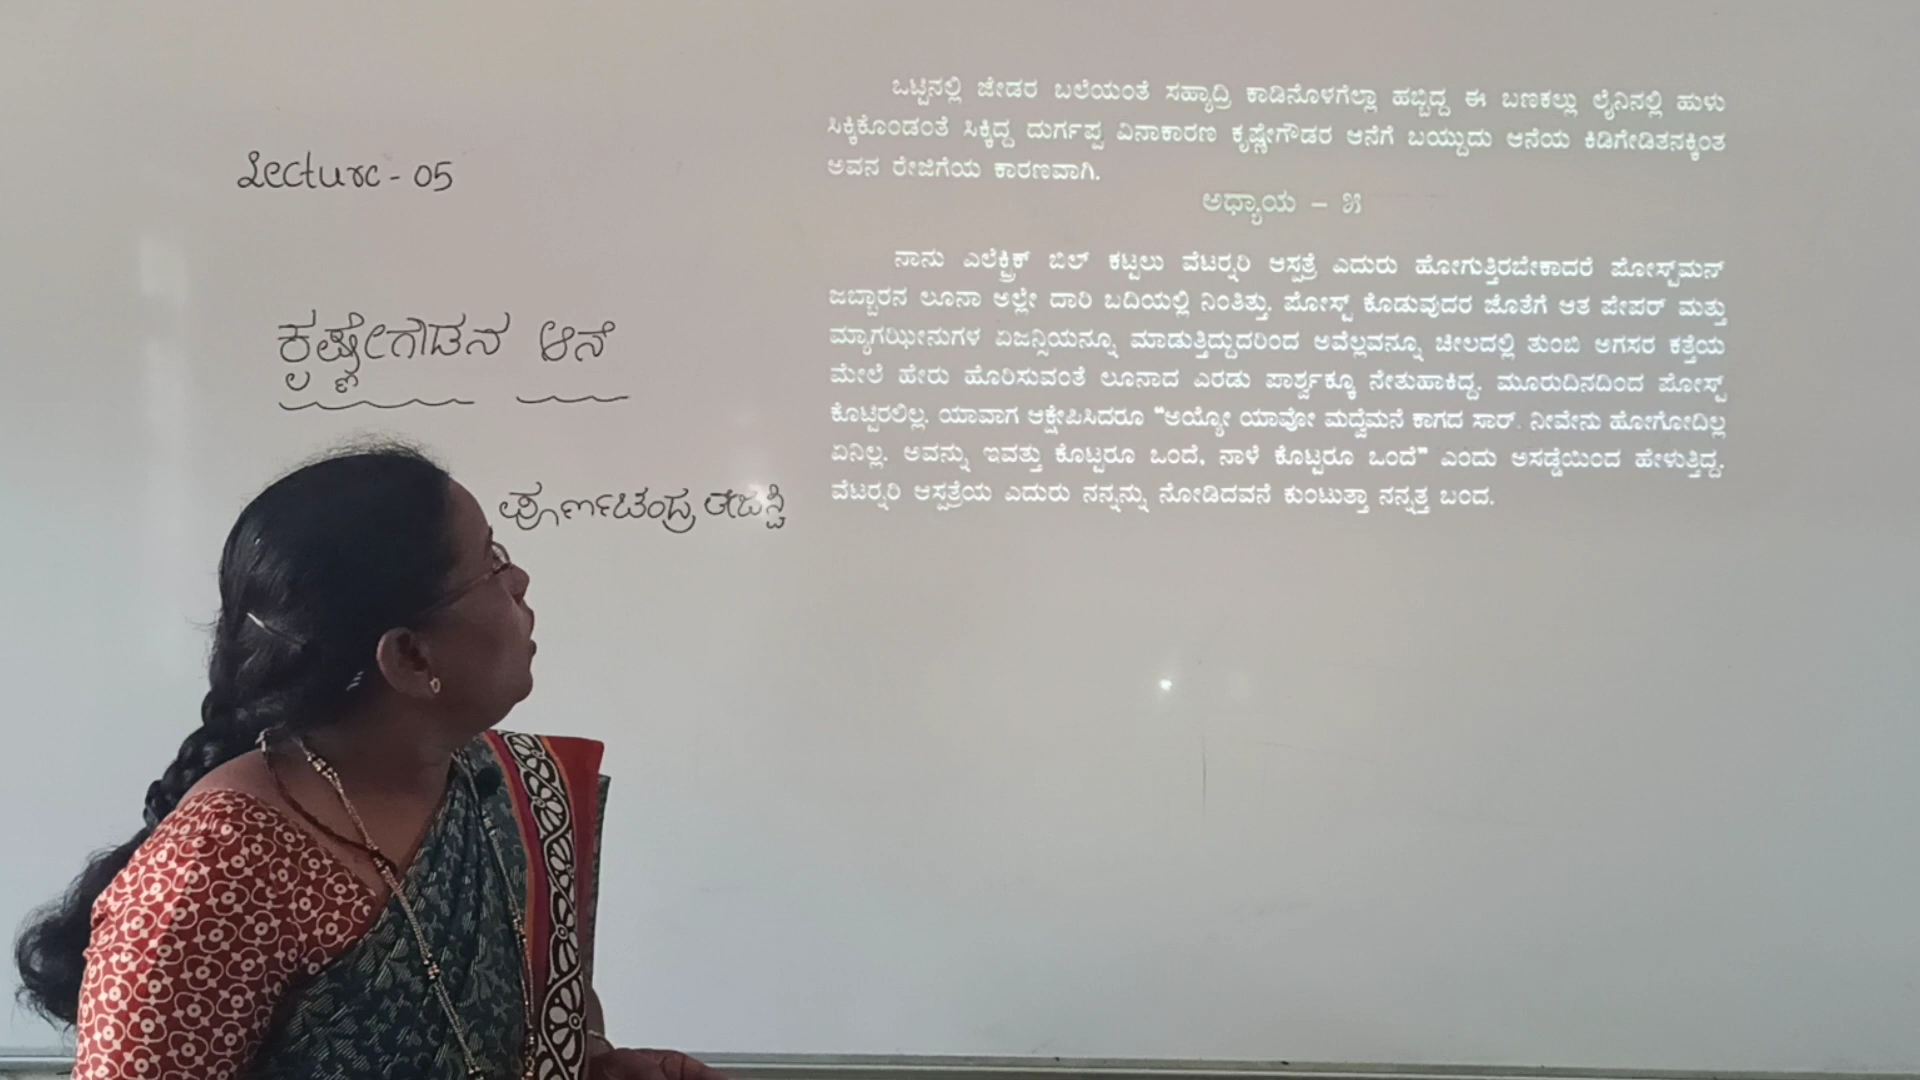 Lecture - 05
ಕೃಷ್ಣೇಗೌಡನ ಆನೆ
ಪೂರ್ಣಚಂದ್ರ ತೇಜಸ್ವಿ
ಒಟ್ಟಿನಲ್ಲಿ ಜೇಡರ ಬಲೆಯಂತೆ ಸಹ್ಯಾದ್ರಿ ಕಾಡಿನೊಳಗೆಲ್ಲಾ ಹಬ್ಬಿದ್ದ ಈ ಬಣಕಲ್ಲು ಲೈನಿನಲ್ಲಿ ಹುಳು
ಸಿಕ್ಕಿಕೊಂಡಂತೆ ಸಿಕ್ಕಿದ್ದ ದುರ್ಗಪ್ಪ ವಿನಾಕಾರಣ ಕೃಷ್ಣೇಗೌಡರ ಆನೆಗೆ ಬಯ್ದುದು ಆನೆಯ ಕಿಡಿಗೇಡಿತನಕ್ಕಿಂತ
ಅವನ ರೇಜಿಗೆಯ ಕಾರಣವಾಗಿ.
ಅಧ್ಯಾಯ – ೫
ನಾನು ಎಲೆಕ್ಟ್ರಿಕ್ ಬಿಲ್ ಕಟ್ಟಲು ವೆಟರ್‍ನರಿ ಆಸ್ಪತ್ರೆ ಎದುರು ಹೋಗುತ್ತಿರಬೇಕಾದರೆ ಪೋಸ್ಟ್‌ಮನ್
ಜಬ್ಬಾರನ ಲೂನಾ ಅಲ್ಲೇ ದಾರಿ ಬದಿಯಲ್ಲಿ ನಿಂತಿತ್ತು. ಪೋಸ್ಟ್ ಕೊಡುವುದರ ಜೊತೆಗೆ ಆತ ಪೇಪರ್ ಮತ್ತು
ಮ್ಯಾಗಝೀನುಗಳ ಏಜನ್ಸಿಯನ್ನೂ ಮಾಡುತ್ತಿದ್ದುದರಿಂದ ಅವೆಲ್ಲವನ್ನೂ ಚೀಲದಲ್ಲಿ ತುಂಬಿ ಅಗಸರ ಕತ್ತೆಯ
ಮೇಲೆ ಹೇರು ಹೊರಿಸುವಂತೆ ಲೂನಾದ ಎರಡು ಪಾರ್ಶ್ವಕ್ಕೂ ನೇತುಹಾಕಿದ್ದ. ಮೂರುದಿನದಿಂದ ಪೋಸ್ಟ್
ಕೊಟ್ಟಿರಲಿಲ್ಲ. ಯಾವಾಗ ಆಕ್ಷೇಪಿಸಿದರೂ "ಅಯ್ಯೋ ಯಾವೋ ಮದ್ವೆಮನೆ ಕಾಗದ ಸಾರ್. ನೀವೇನು ಹೋಗೋದಿಲ್ಲ
ಏನಿಲ್ಲ. ಅವನ್ನು ಇವತ್ತು ಕೊಟ್ಟರೂ ಒಂದೆ, ನಾಳೆ ಕೊಟ್ಟರೂ ಒಂದೆ" ಎಂದು ಅಸಡ್ಡೆಯಿಂದ ಹೇಳುತ್ತಿದ್ದ.
ವೆಟರ್‍ನರಿ ಆಸ್ಪತ್ರೆಯ ಎದುರು ನನ್ನನ್ನು ನೋಡಿದವನೆ ಕುಂಟುತ್ತಾ ನನ್ನತ್ತ ಬಂದ.